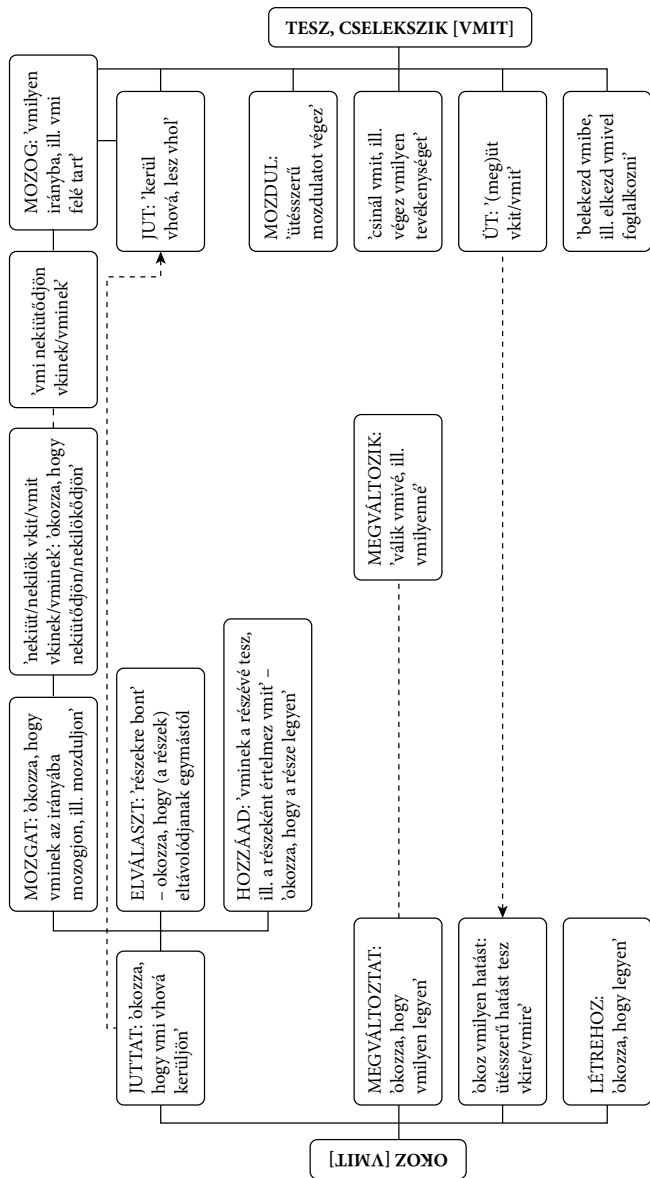 OKOZ [VMIT]
JUTTAT: 'okozza,
hogy vmi vhová
kerüljön'
MEGVÁLTOZTAT:
'okozza, hogy
vmilyen legyen'
'okoz vmilyen hatást:
ütésszerű hatást tesz
vkire/vmire'
LÉTREHOZ:
'okozza, hogy legyen'
MOZGAT: 'okozza, hogy
vminek az irányába
mozogjon, ill. mozduljon'
ELVÁLASZT: 'részekre bont'
– okozza, hogy (a részek)
eltávolódjanak egymástól
HOZZÁAD: 'vminek a részévé tesz,
ill. a részeként értelmez vmit' –
'okozza, hogy a része legyen'
'nekiüt/nekilök vkit/vmit
vkinek/vminek': 'okozza, hogy
nekiütődjön/nekilökődjön'
MEGVÁLTOZIK:
'válik vmivé, ill.
vmilyenné'
'vmi nekiütődjön
vkinek/vminek'
MOZOG: 'vmilyen
irányba, ill. vmi
felé tart'
JUT: 'kerül
vhová, lesz vhol'
MOZDUL:
'ütésszerű
mozdulatot végez'
'csinál vmit, ill.
végez vmilyen
tevékenységet'
ÜT: '(meg)üt
vkit/vmit'
'belekezd vmibe,
ill. elkezd vmivel
foglalkozni'
TESZ, CSELEKSZIK [VMIT]